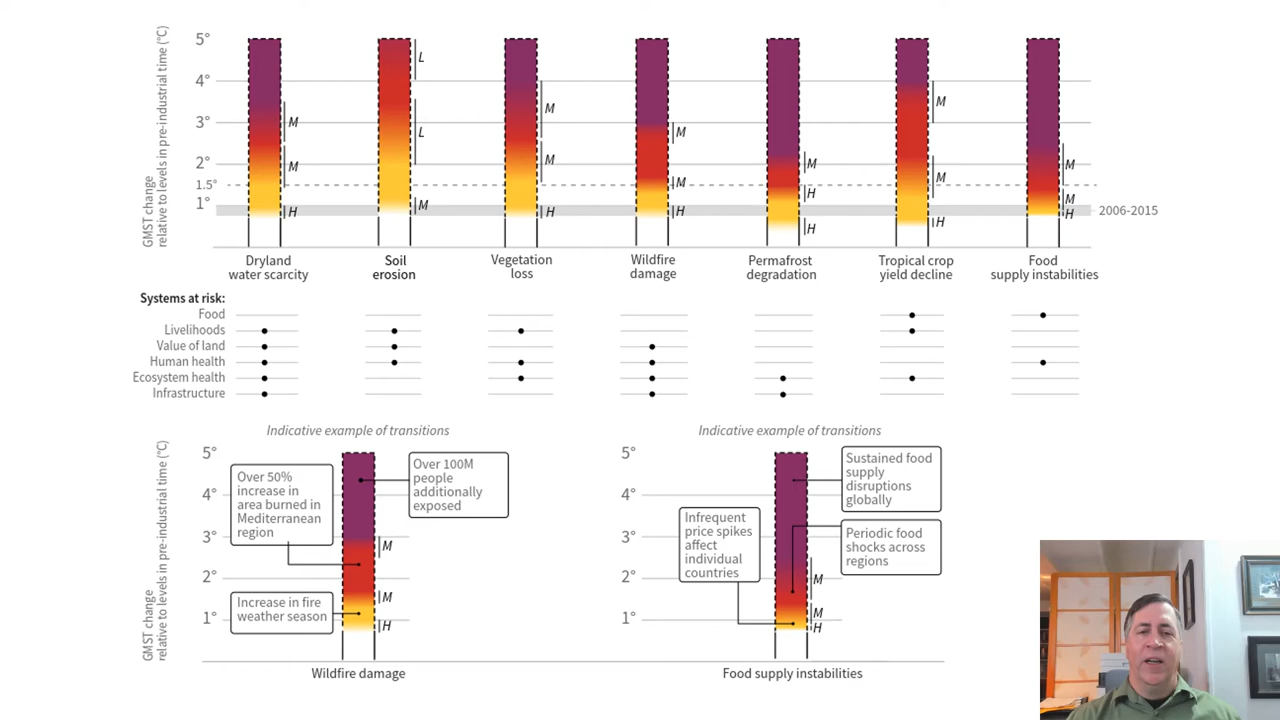 GMST change
relative to levels in pre-industrial time (°C)
5°
4°
3°
2°
1.5°
1°
L
M
H
M
M
H
L
M
M
M
H
M
M
H
M
H
H
M
M
H
M
M
H
2006-2015
Dryland
water scarcity
Soil
erosion
Vegetation
loss
Wildfire
damage
Permafrost
degradation
Tropical crop
yield decline
Food
supply instabilities
Systems at risk:
Food
Livelihoods
Value of land
Human health
Ecosystem health
Infrastructure
Indicative example of transitions
GMST change
relative to levels in pre-industrial time (°C)
5°
4°
3°
2°
1°
Over 50%
increase in
area burned in
Mediterranean
region
Increase in fire
weather season
Over 100M
people
additionally
exposed
M
M
H
Wildfire damage
Indicative example of transitions
5°
4°
3°
2°
1°
Infrequent
price spikes
affect
individual
countries
Sustained food
supply
disruptions
globally
Periodic food
shocks across
regions
M
M
H
Food supply instabilities